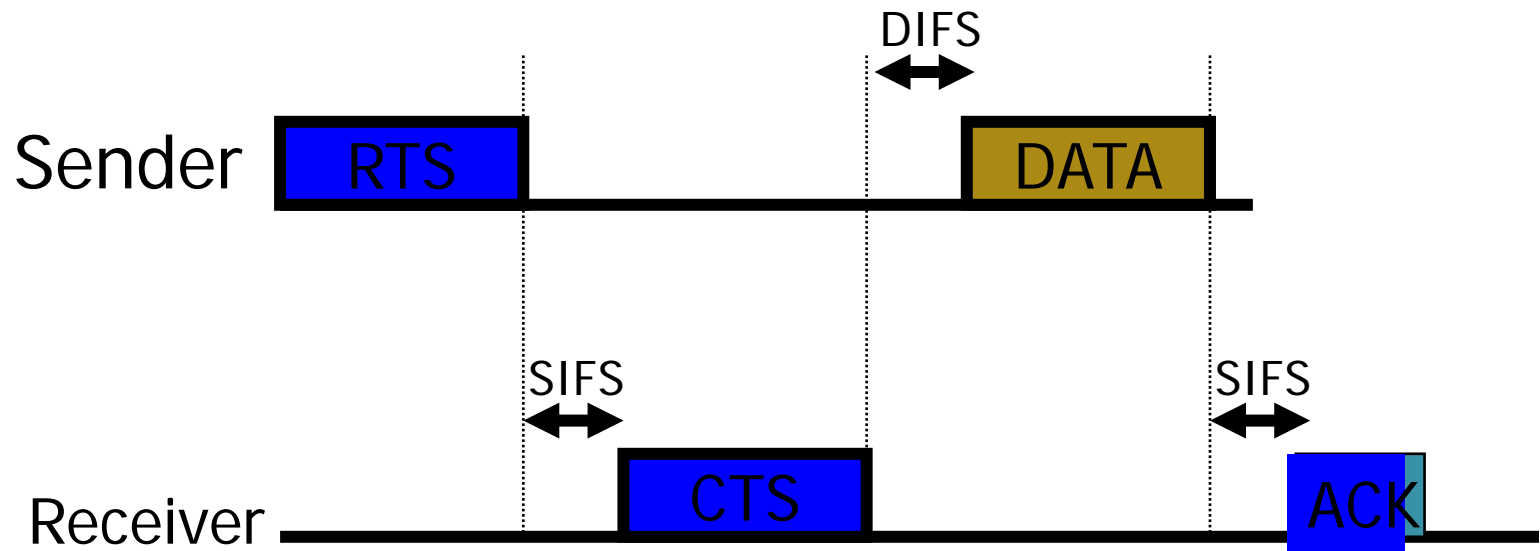 DIFS
Sender RTS DATA
SIFS SIFS
Receiver CTS ACK